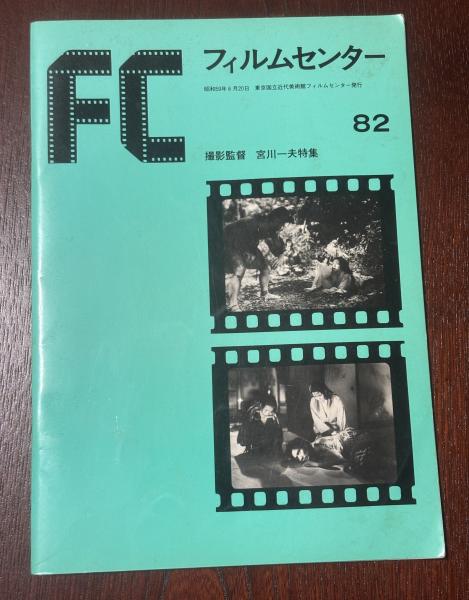 FC
フィルムセンター
昭和59年6月20日　東京国立近代美術館フィルムセンター発行
82
撮影監督　宮川一夫特集